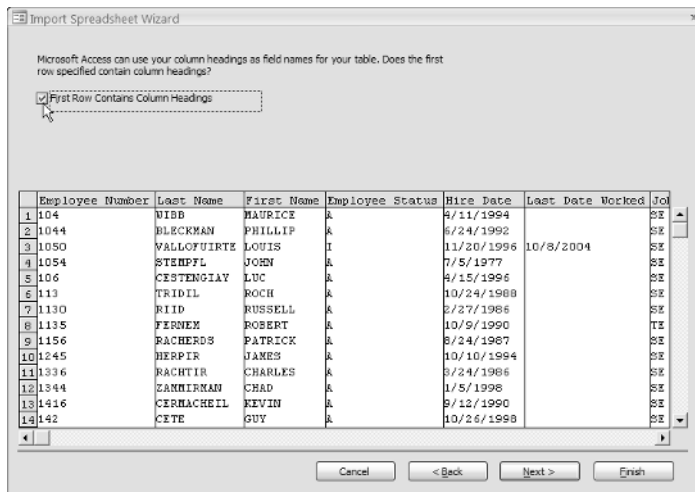 Import Spreadsheet Wizard
Microsoft Access can use your column headings as field names for your table. Does the first
row specified contain column headings?
First Row Contains Column Headings
Employee Number Last Name First Name Employee Status Hire Date Last Date Worked Jol
1 104 WIBB MAURICE A 4/11/1994 SE
2 1044 BLECKMAN PHILLIP A 6/24/1992 SE
3 1050 VALLOFUIRTE LOUIS I 11/20/1996 10/8/2004 SE
4 1054 STEMPFL JOHN A 7/5/1977 SE
5 106 CESTENGIAY LUC A 4/15/1996 SE
6 113 TRIDIL ROCH A 10/24/1988 SE
7 1130 RIID RUSSELL A 2/27/1986 SE
8 1135 FERNEM ROBERT A 10/9/1990 TE
9 1156 RACHERDS PATRICK A 8/24/1987 SE
10 1245 HERPIR JAMES A 10/10/1994 SE
11 1336 RACHTIR CHARLES A 3/24/1986 SE
12 1344 ZAMMIRMAN CHAD A 1/5/1998 SE
13 1416 CERMACHEIL KEVIN A 9/12/1990 SE
14 142 CETE GUY A 10/26/1998 SE
Cancel < Back Next > Finish